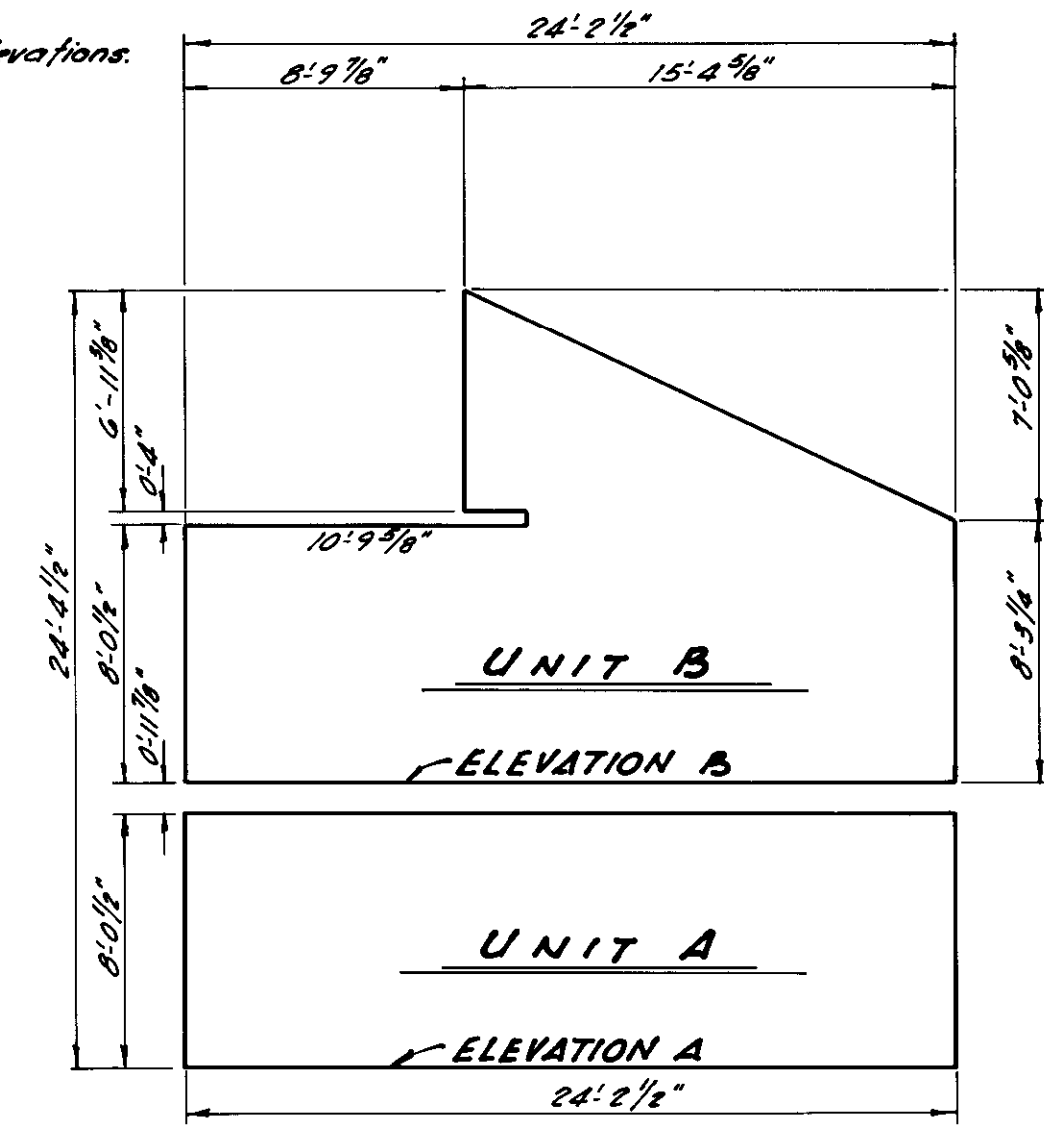 evations.
24'-2 1/2"
8'-9 7/8"
15'-4 5/8"
6'-11 3/8"
7'-0 5/8"
0'-4"
10'-9 5/8"
24'-4 1/2"
8'-0 1/2"
8'-3 1/4"
0'-11 7/8"
UNIT B
ELEVATION B
8'-0 1/2"
UNIT A
ELEVATION A
24'-2 1/2"